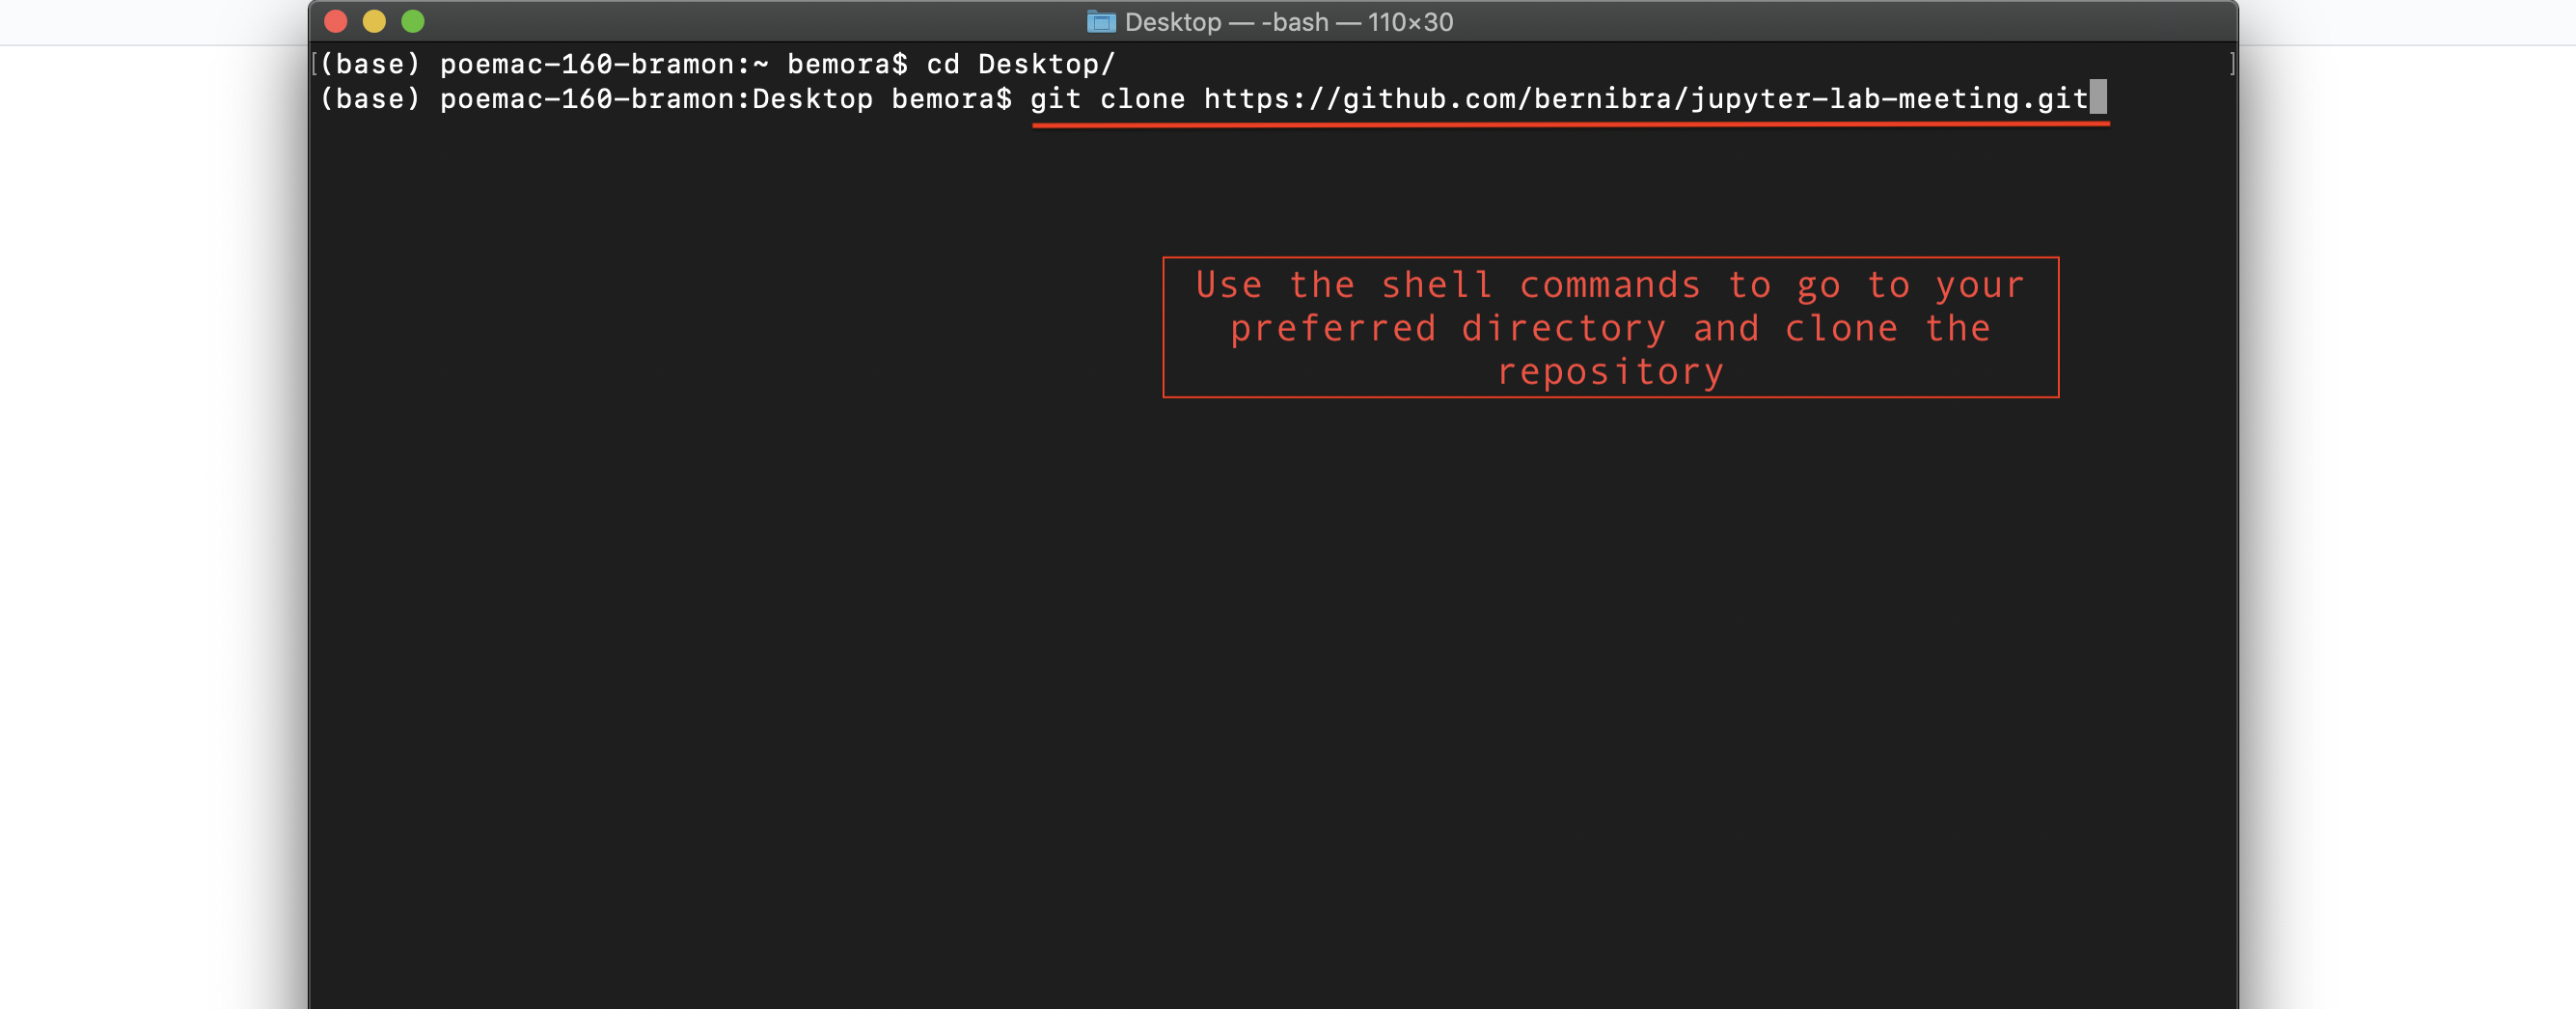 Desktop — -bash — 110×30
[(base) poemac-160-bramon:~ bemora$ cd Desktop/ ]
(base) poemac-160-bramon:Desktop bemora$ git clone https://github.com/bernibra/jupyter-lab-meeting.git
Use the shell commands to go to your
preferred directory and clone the
repository